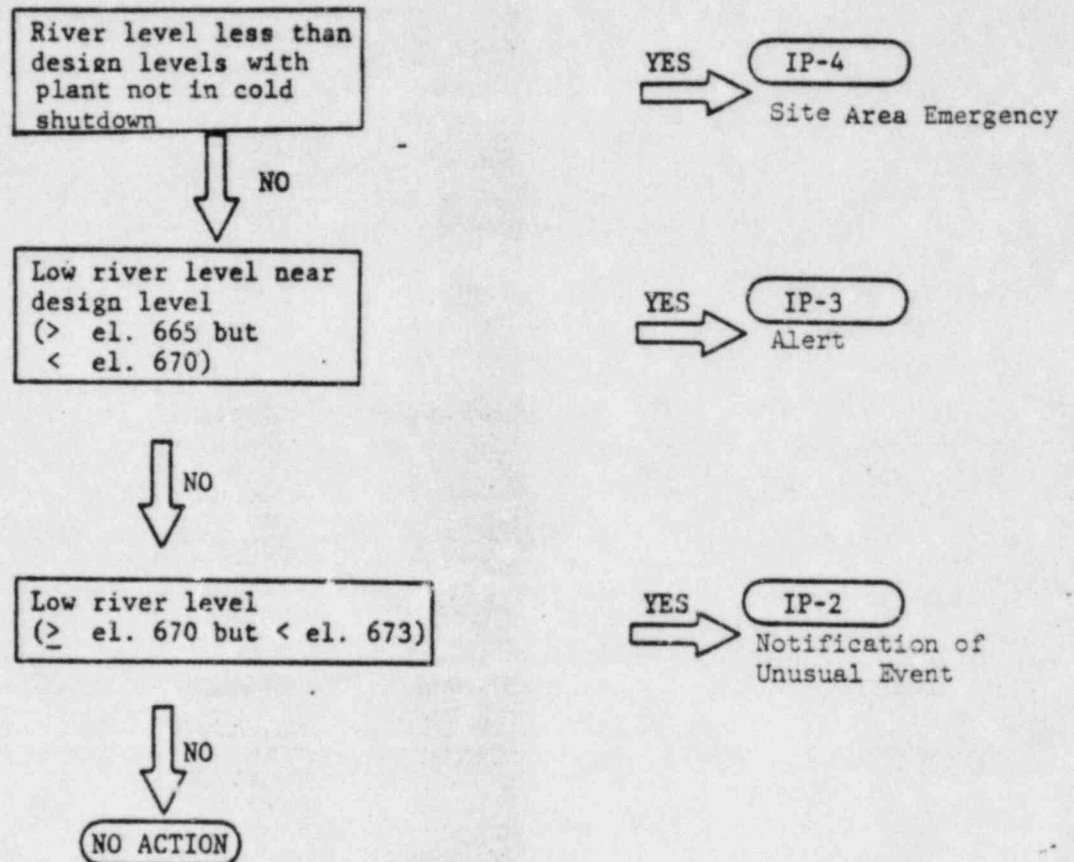 River level less than
design levels with
plant not in cold
shutdown
YES
IP-4
Site Area Emergency
NO
Low river level near
design level
(> el. 665 but
< el. 670)
YES
IP-3
Alert
NO
Low river level
(≥ el. 670 but < el. 673)
YES
IP-2
Notification of
Unusual Event
NO
NO ACTION